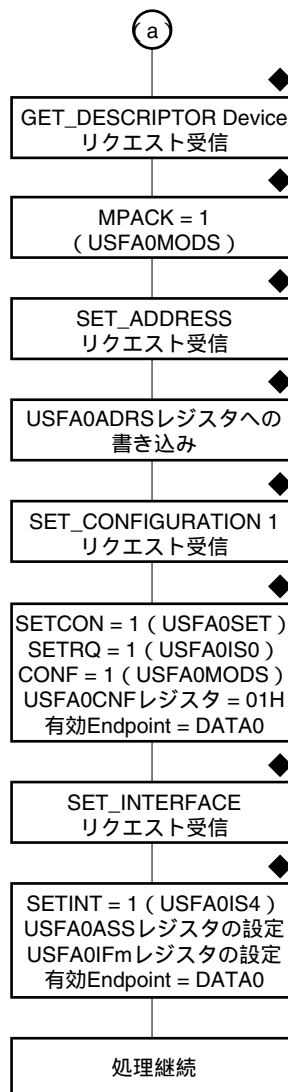 a
GET_DESCRIPTOR Device
リクエスト受信
MPACK = 1
（USFA0MODS）
SET_ADDRESS
リクエスト受信
USFA0ADRSレジスタへの
書き込み
SET_CONFIGURATION 1
リクエスト受信
SETCON = 1（USFA0SET）
SETRQ = 1（USFA0IS0）
CONF = 1（USFA0MODS）
USFA0CNFレジスタ = 01H
有効Endpoint = DATA0
SET_INTERFACE
リクエスト受信
SETINT = 1（USFA0IS4）
USFA0ASSレジスタの設定
USFA0IFmレジスタの設定
有効Endpoint = DATA0
処理継続